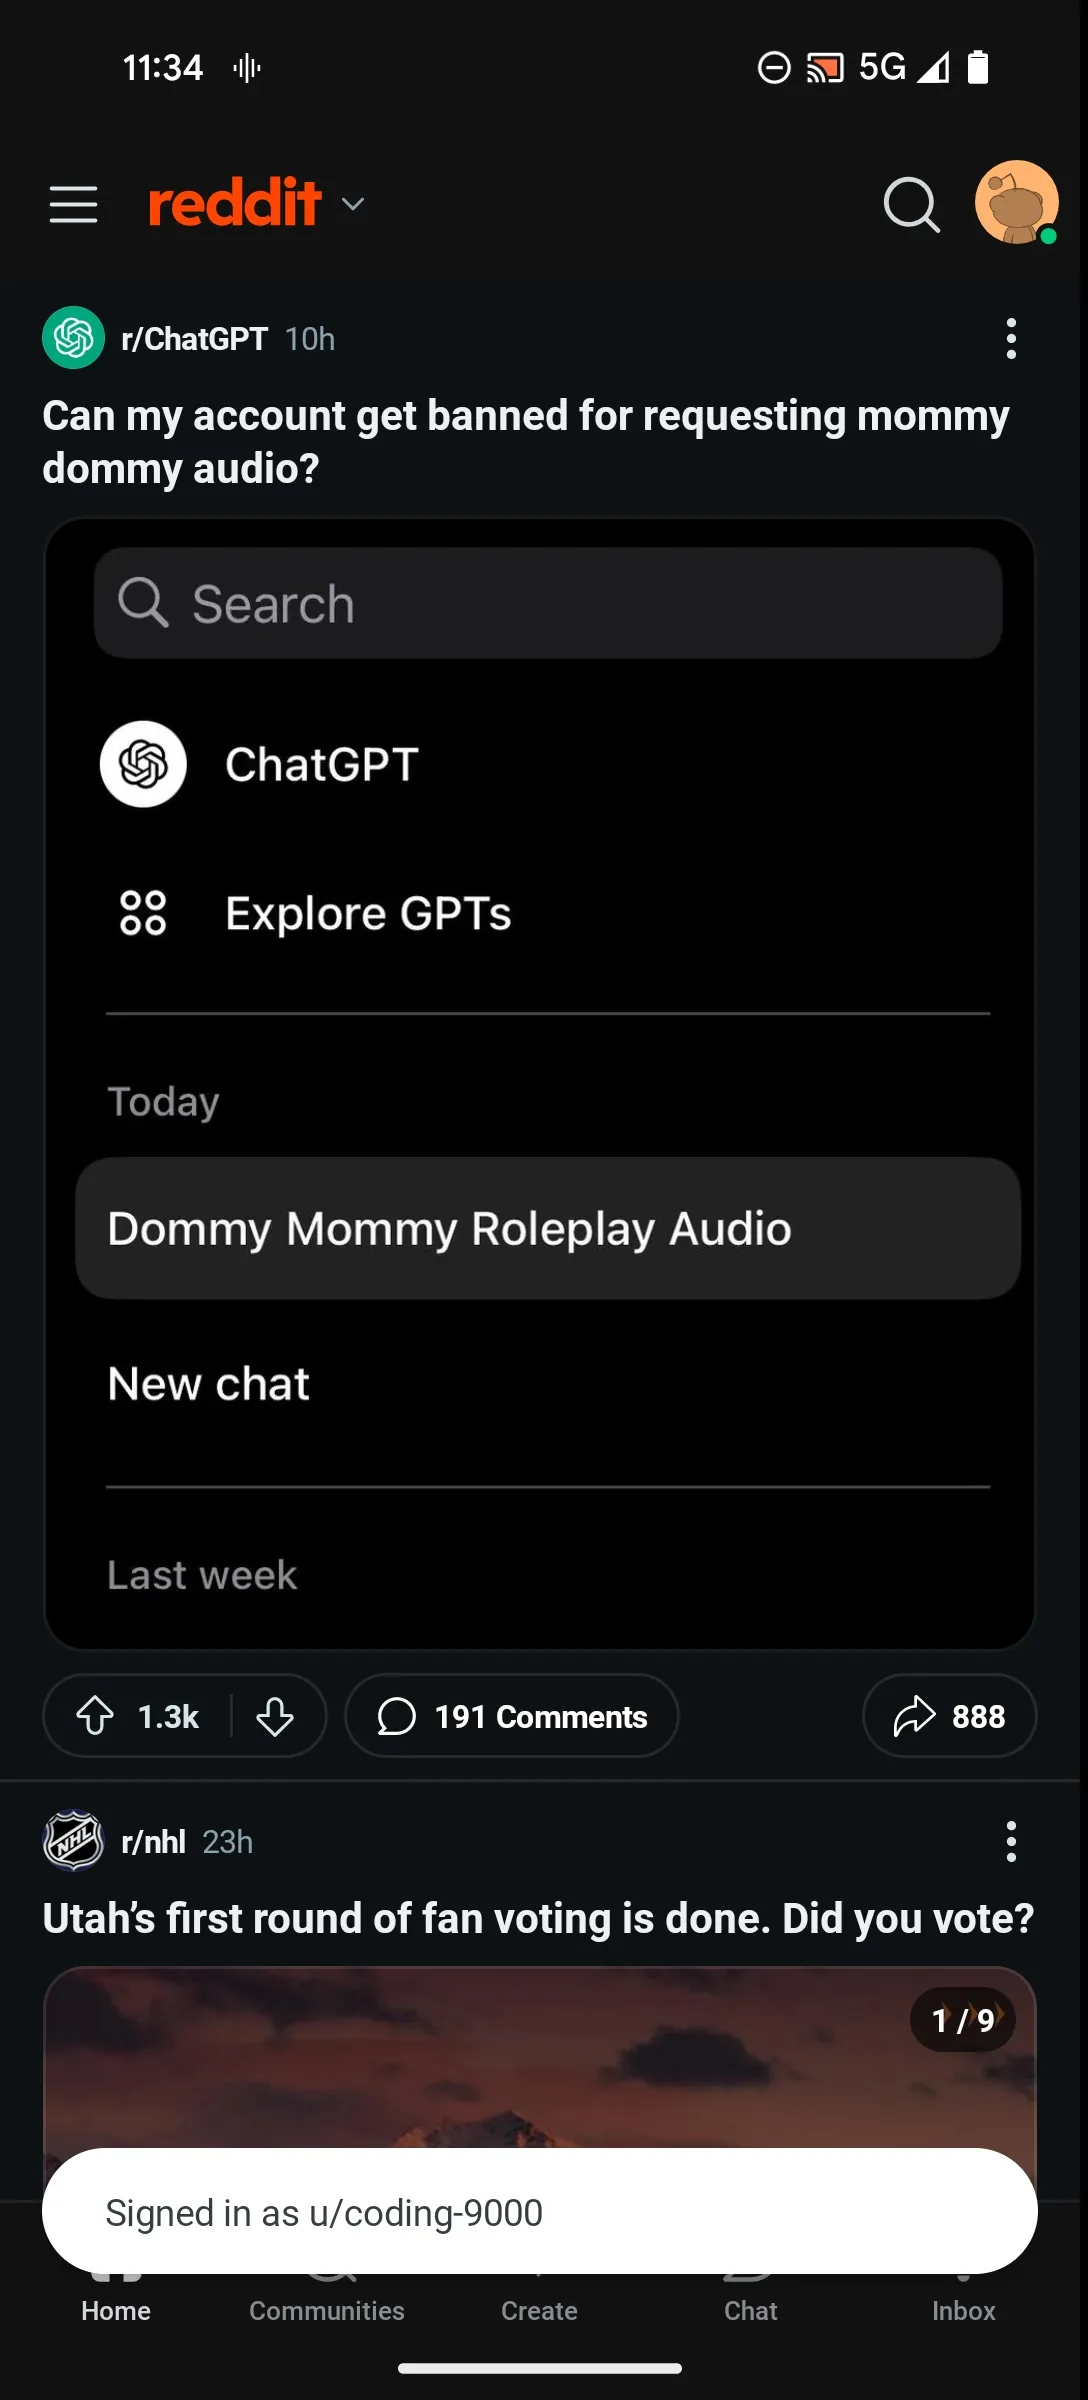 11:34
5G
reddit
r/ChatGPT 10h
Can my account get banned for requesting mommy
dommy audio?
Search
ChatGPT
Explore GPTs
Today
Dommy Mommy Roleplay Audio
New chat
Last week
1.3k
191 Comments
888
NHL
r/nhl 23h
Utah’s first round of fan voting is done. Did you vote?
1 / 9
Signed in as u/coding-9000
Home
Communities
Create
Chat
Inbox